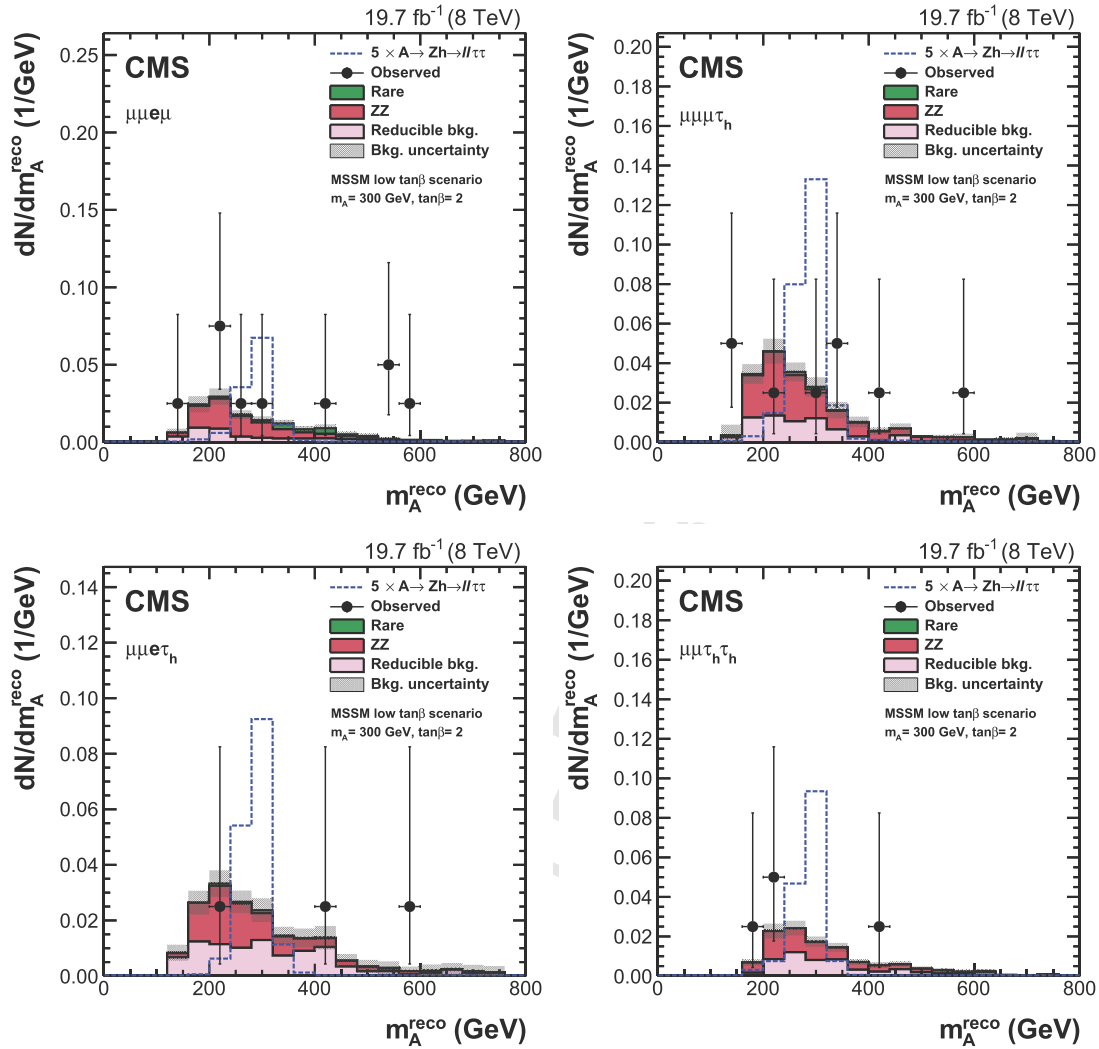 19.7 fb⁻¹ (8 TeV)
dN/dm_A^reco (1/GeV)
CMS
μμeμ
5 × A→ Zh→llττ
Observed
Rare
ZZ
Reducible bkg.
Bkg. uncertainty
MSSM low tanβ scenario
m_A= 300 GeV, tanβ= 2
0.25
0.20
0.15
0.10
0.05
0.00
0 200 400 600 800
m_A^reco (GeV)
19.7 fb⁻¹ (8 TeV)
dN/dm_A^reco (1/GeV)
CMS
μμμτ_h
5 × A→ Zh→llττ
Observed
Rare
ZZ
Reducible bkg.
Bkg. uncertainty
MSSM low tanβ scenario
m_A= 300 GeV, tanβ= 2
0.20
0.18
0.16
0.14
0.12
0.10
0.08
0.06
0.04
0.02
0.00
0 200 400 600 800
m_A^reco (GeV)
19.7 fb⁻¹ (8 TeV)
dN/dm_A^reco (1/GeV)
CMS
μμeτ_h
5 × A→ Zh→llττ
Observed
Rare
ZZ
Reducible bkg.
Bkg. uncertainty
MSSM low tanβ scenario
m_A= 300 GeV, tanβ= 2
0.14
0.12
0.10
0.08
0.06
0.04
0.02
0.00
0 200 400 600 800
m_A^reco (GeV)
19.7 fb⁻¹ (8 TeV)
dN/dm_A^reco (1/GeV)
CMS
μμτ_hτ_h
5 × A→ Zh→llττ
Observed
Rare
ZZ
Reducible bkg.
Bkg. uncertainty
MSSM low tanβ scenario
m_A= 300 GeV, tanβ= 2
0.20
0.18
0.16
0.14
0.12
0.10
0.08
0.06
0.04
0.02
0.00
0 200 400 600 800
m_A^reco (GeV)